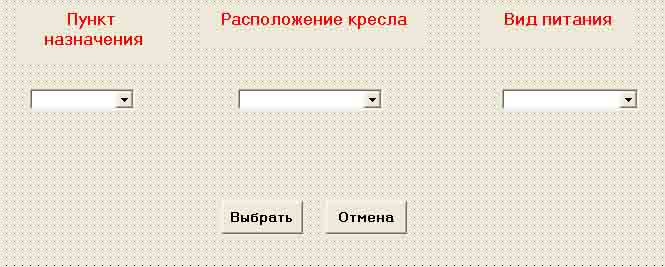 Пункт
назначения
Расположение кресла
Вид питания
Выбрать
Отмена